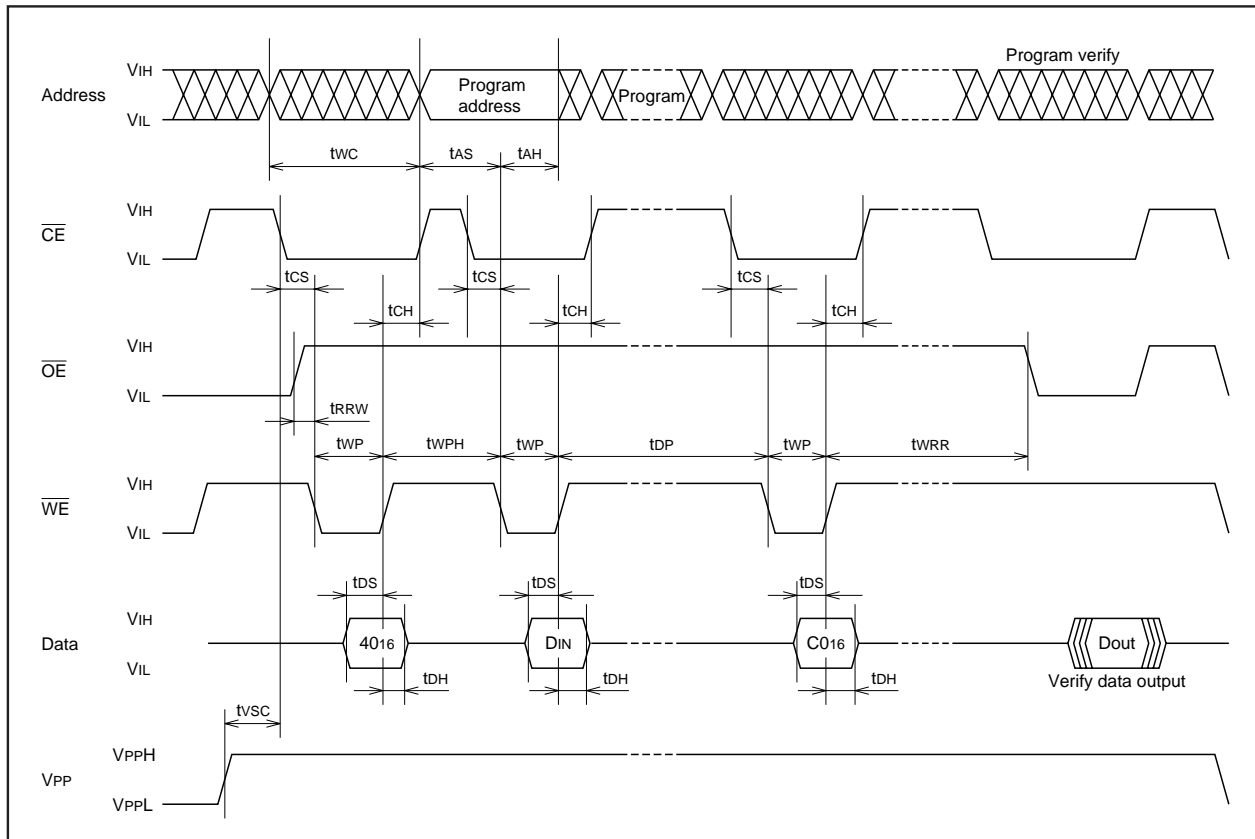 Program verify
VIH
Address
VIL
Program
address
Program
tWC
tAS
tAH
VIH
CE
VIL
tCS
tCS
tCS
tCH
tCH
tCH
VIH
OE
VIL
tRRW
tWP
tWPH
tWP
tDP
tWP
tWRR
VIH
WE
VIL
tDS
tDS
tDS
VIH
Data
VIL
4016
DIN
C016
Dout
tDH
tDH
tDH
Verify data output
tVSC
VPPH
VPP
VPPL